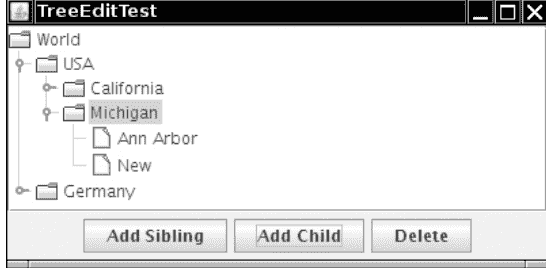 TreeEditTest
World
USA
California
Michigan
Ann Arbor
New
Germany
Add Sibling Add Child Delete